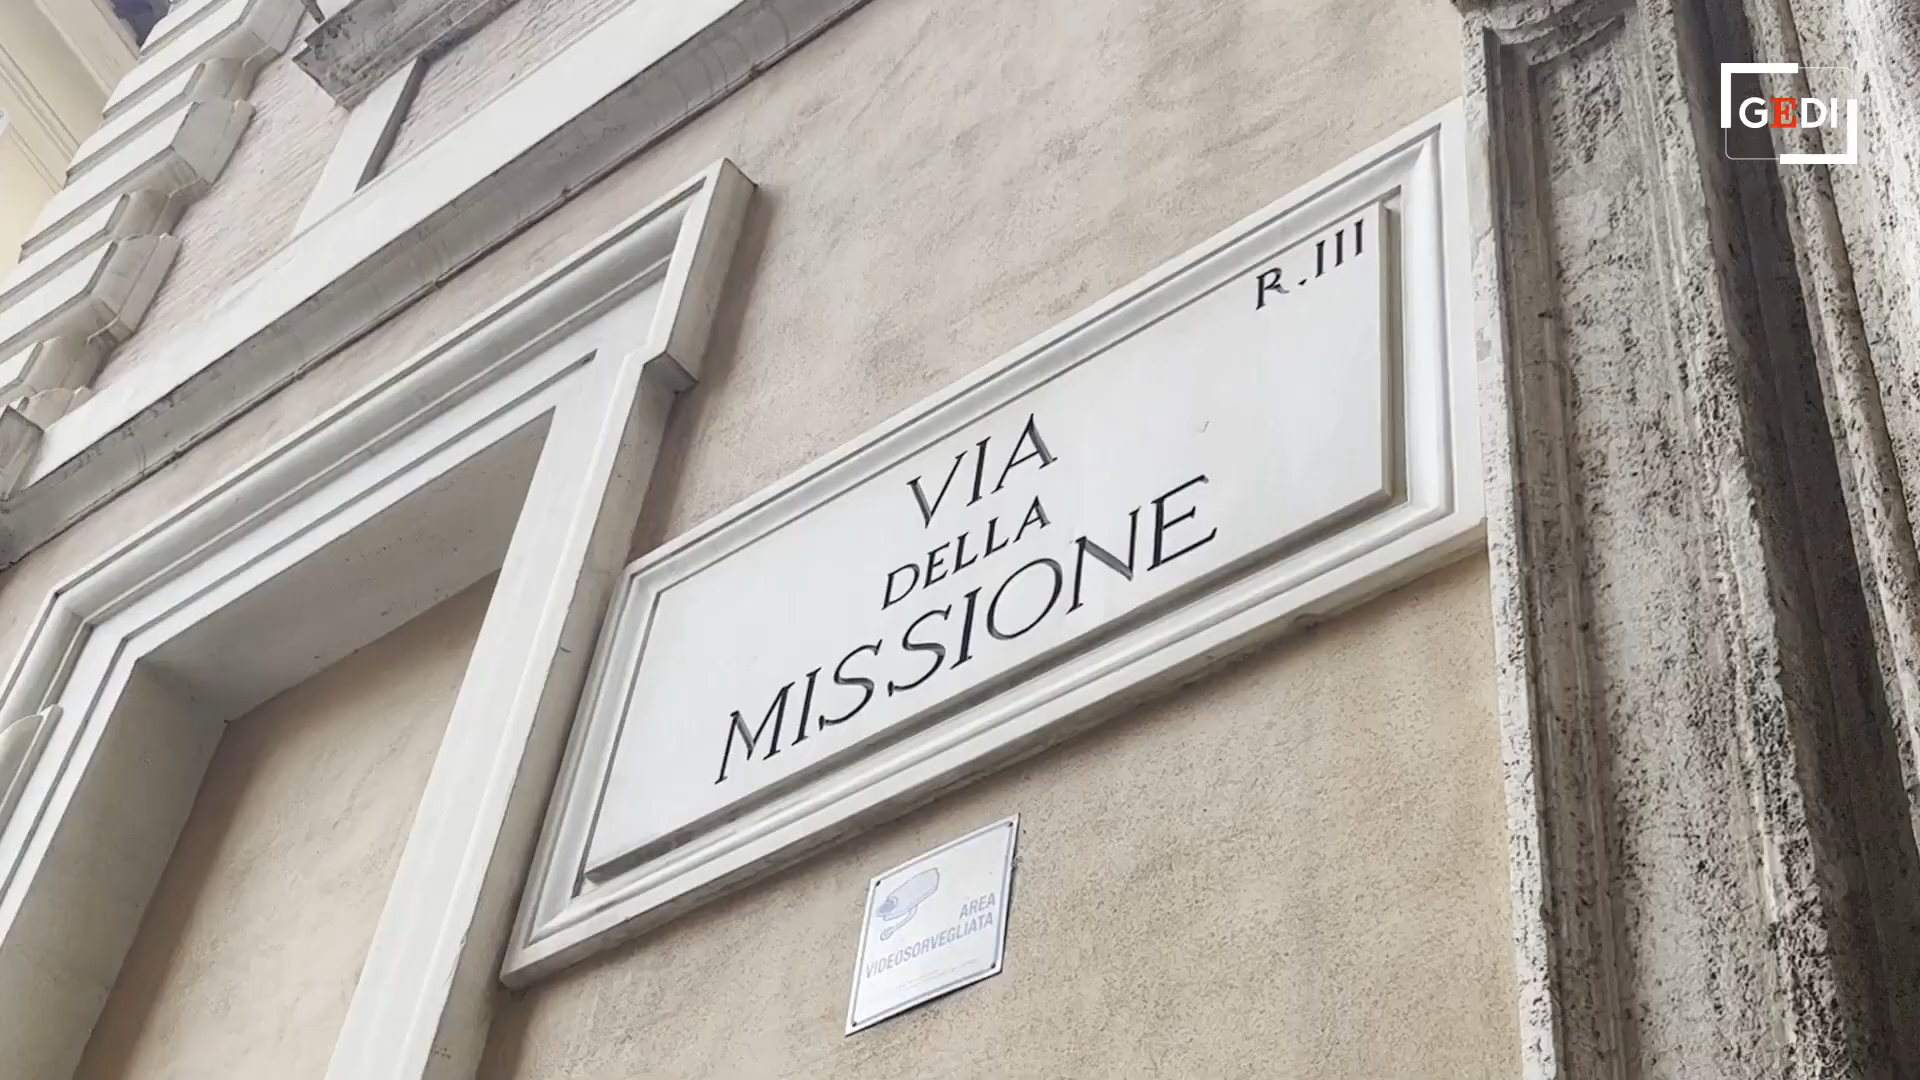 GEDI
R.III
VIA
DELLA
MISSIONE
AREA
VIDEOSORVEGLIATA